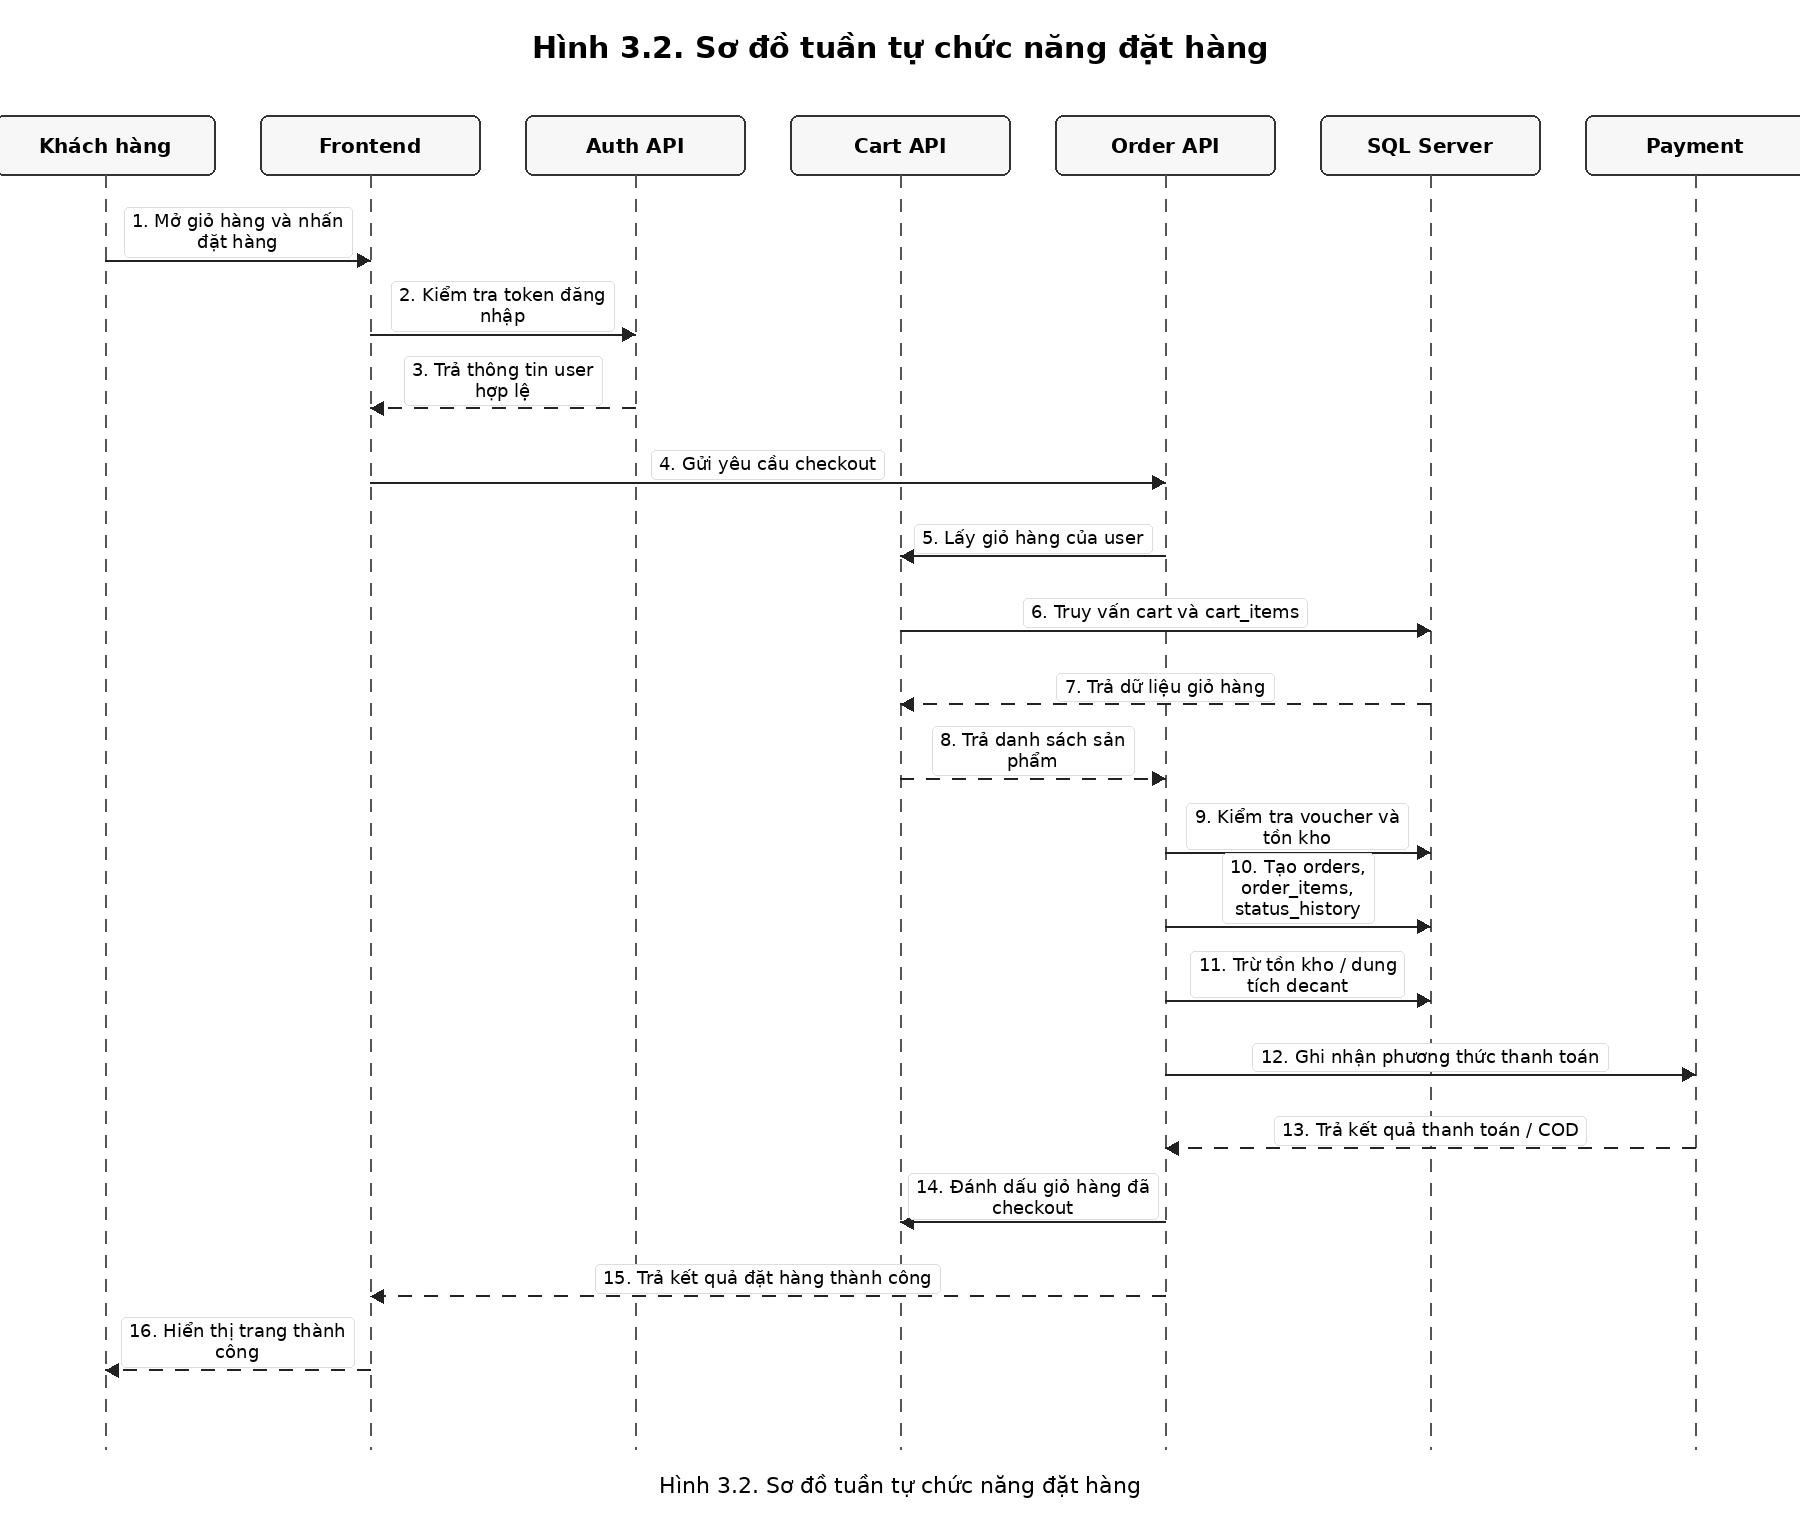 Hình 3.2. Sơ đồ tuần tự chức năng đặt hàng
Khách hàng
Frontend
Auth API
Cart API
Order API
SQL Server
Payment
1. Mở giỏ hàng và nhấn
đặt hàng
2. Kiểm tra token đăng
nhập
3. Trả thông tin user
hợp lệ
4. Gửi yêu cầu checkout
5. Lấy giỏ hàng của user
6. Truy vấn cart và cart_items
7. Trả dữ liệu giỏ hàng
8. Trả danh sách sản
phẩm
9. Kiểm tra voucher và
tồn kho
10. Tạo orders,
order_items,
status_history
11. Trừ tồn kho / dung
tích decant
12. Ghi nhận phương thức thanh toán
13. Trả kết quả thanh toán / COD
14. Đánh dấu giỏ hàng đã
checkout
15. Trả kết quả đặt hàng thành công
16. Hiển thị trang thành
công
Hình 3.2. Sơ đồ tuần tự chức năng đặt hàng